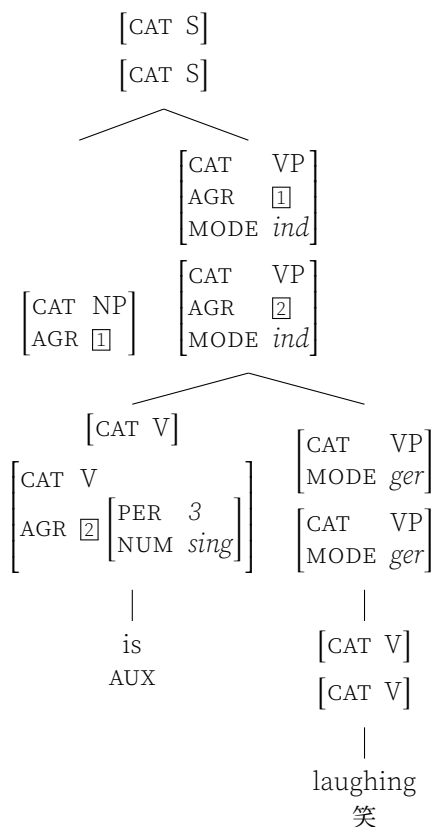 [CAT S]
[CAT S]
[CAT VP
AGR 1
MODE ind]
[CAT NP
AGR 1]
[CAT VP
AGR 2
MODE ind]
[CAT V]
[CAT V
AGR 2 [PER 3
NUM sing]]
[CAT VP
MODE ger]
[CAT VP
MODE ger]
is
AUX
[CAT V]
[CAT V]
laughing
笑